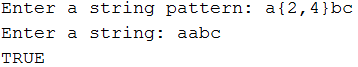 Enter a string pattern: a{2,4}bc
Enter a string: aabc
TRUE